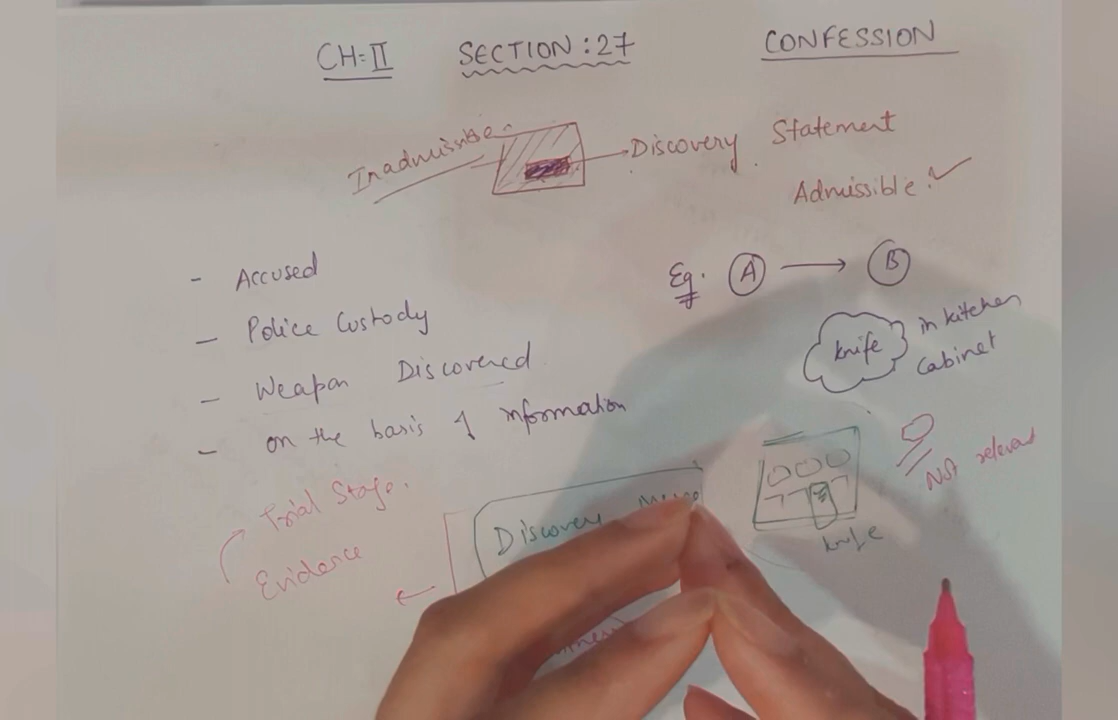 CH=II SECTION:27 CONFESSION
Inadmissible
Discovery Statement
Admissible
- Accused
- Police Custody
- Weapon Discovered
- on the basis of information
Eg. A → B
knife
in kitchen
cabinet
Not relevant
knife
Trial Stage.
Evidence
Discovery